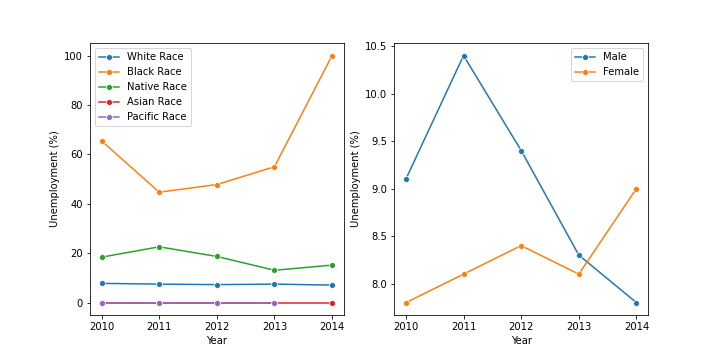 White Race
Black Race
Native Race
Asian Race
Pacific Race
100
80
60
40
20
0
Unemployment (%)
2010 2011 2012 2013 2014
Year
Male
Female
10.5
10.0
9.5
9.0
8.5
8.0
Unemployment (%)
2010 2011 2012 2013 2014
Year